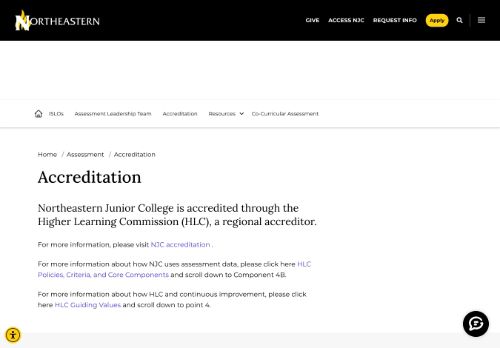 NORTHEASTERN
GIVE ACCESS NJC REQUEST INFO Apply
ISLOs Assessment Leadership Team Accreditation Resources Co-Curricular Assessment
Home / Assessment / Accreditation
Accreditation
Northeastern Junior College is accredited through the
Higher Learning Commission (HLC), a regional accreditor.
For more information, please visit NJC accreditation .
For more information about how NJC uses assessment data, please click here HLC
Policies, Criteria, and Core Components and scroll down to Component 4B.
For more information about how HLC and continuous improvement, please click
here HLC Guiding Values and scroll down to point 4.